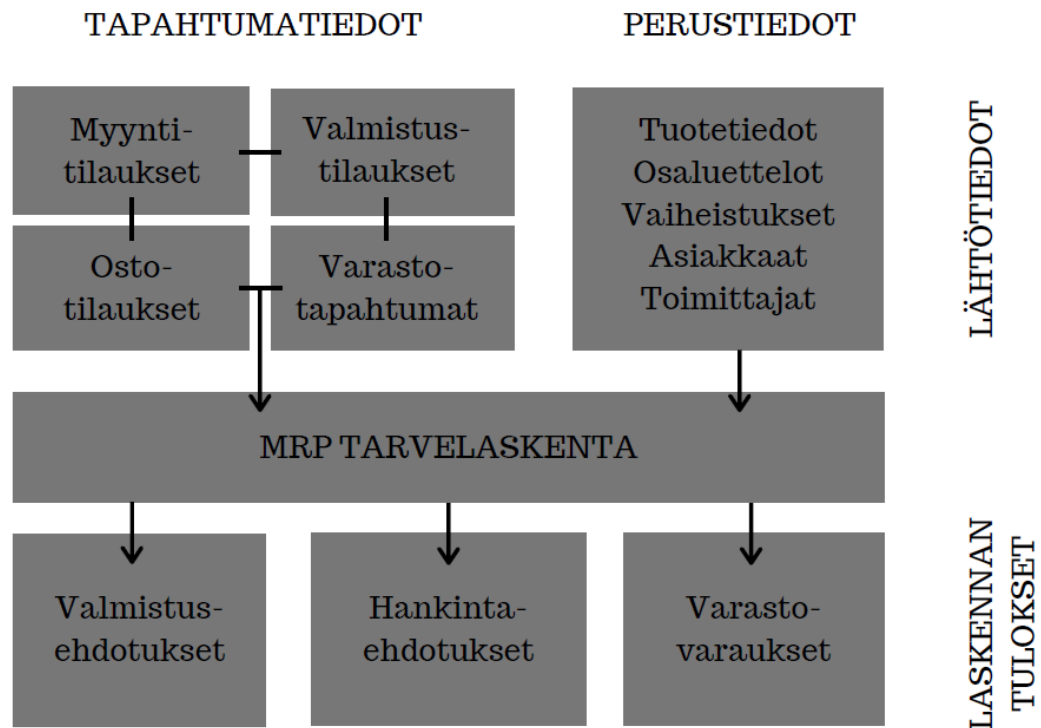 TAPAHTUMATIEDOT
PERUSTIEDOT
Myynti-
tilaukset
Valmistus-
tilaukset
Osto-
tilaukset
Varasto-
tapahtumat
Tuotetiedot
Osaluettelot
Vaiheistukset
Asiakkaat
Toimittajat
LÄHTÖTIEDOT
MRP TARVELASKENTA
Valmistus-
ehdotukset
Hankinta-
ehdotukset
Varasto-
varaukset
LASKENNAN
TULOKSET